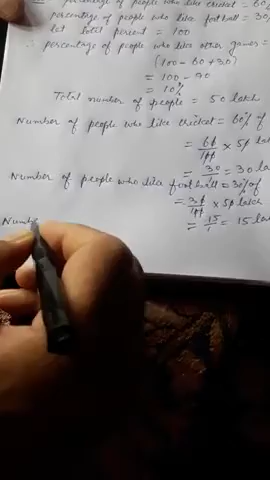 percentage of people who like cricket = 60
percentage of people who like football = 30
let total percent = 100
∴ percentage of people who like other games =
(100 - 60+30)
= 100 - 90
= 10%
Total number of people = 50 lakh
Number of people who like cricket = 60% of
= 60/100 × 50 lakh
= 30/1 = 30 la
Number of people who like football = 30% of
= 30/100 × 50 lakh
= 15/1 = 15 la
Numb